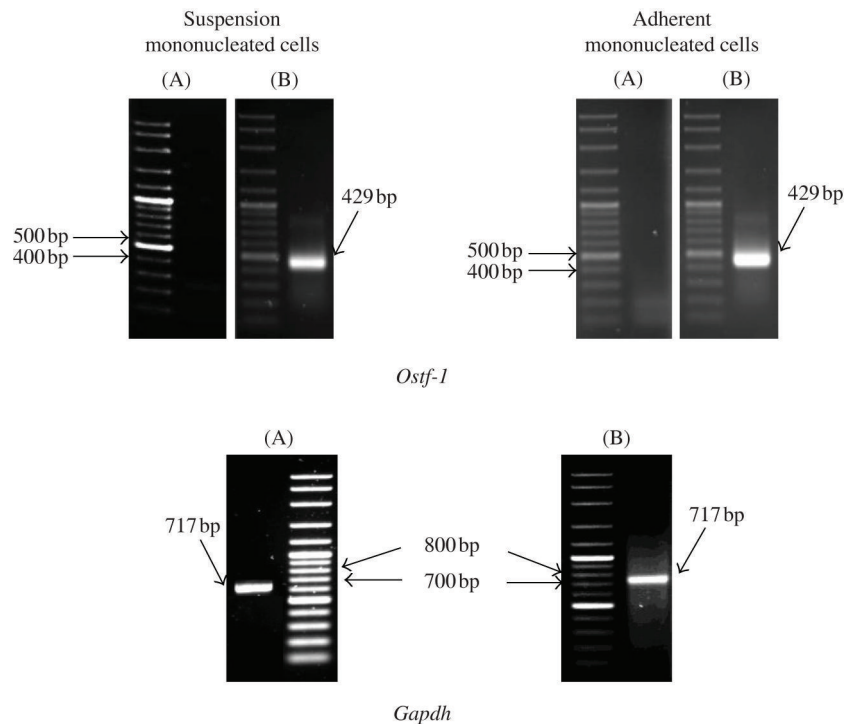 Suspension
mononucleated cells
(A)
(B)
Adherent
mononucleated cells
(A)
(B)
500 bp
400 bp
429 bp
500 bp
400 bp
429 bp
Ostf-1
(A)
(B)
717 bp
800 bp
700 bp
717 bp
Gapdh